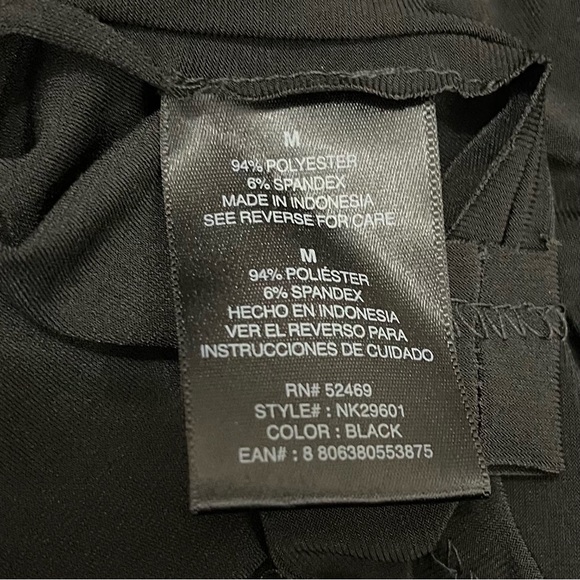 M
94% POLYESTER
6% SPANDEX
MADE IN INDONESIA
SEE REVERSE FOR CARE
M
94% POLIÉSTER
6% SPANDEX
HECHO EN INDONESIA
VER EL REVERSO PARA
INSTRUCCIONES DE CUIDADO
RN# 52469
STYLE# : NK29601
COLOR : BLACK
EAN# : 8 806380553875